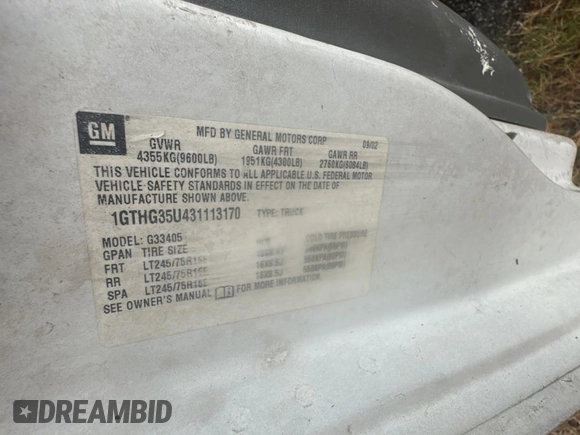 GM
MFD BY GENERAL MOTORS CORP
09/02
GVWR GAWR FRT GAWR RR
4355KG(9600LB) 1951KG(4300LB) 2760KG(6084LB)
THIS VEHICLE CONFORMS TO ALL APPLICABLE U.S. FEDERAL MOTOR
VEHICLE SAFETY STANDARDS IN EFFECT ON THE DATE OF
MANUFACTURE SHOWN ABOVE.
1GTHG35U431113170 TYPE: TRUCK
MODEL: G33405
GPAN TIRE SIZE
FRT LT245/75R16E
RR LT245/75R16E
SPA LT245/75R16E
SEE OWNER'S MANUAL FOR MORE INFORMATION
DREAMBID